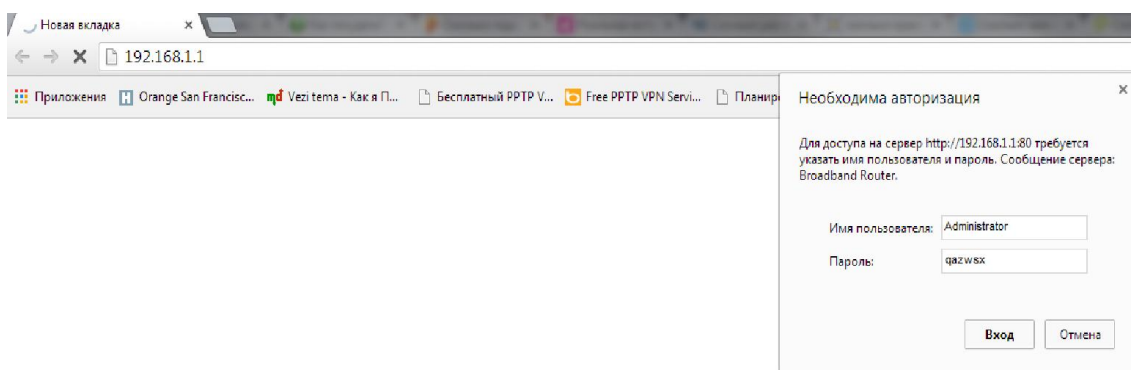 Новая вкладка
192.168.1.1
Приложения Orange San Francisc... md Vezi tema - Как я П... Бесплатный PPTP V... Free PPTP VPN Servi... Планиро
Необходима авторизация
Для доступа на сервер http://192.168.1.1:80 требуется
указать имя пользователя и пароль. Сообщение сервера:
Broadband Router.
Имя пользователя: Administrator
Пароль: qazwsx
Вход Отмена